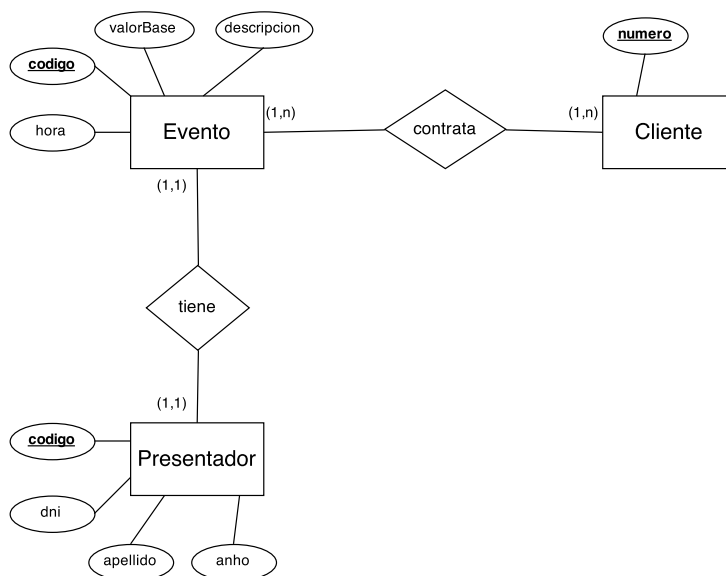 valorBase
descripcion
numero
codigo
hora
Evento
(1,n)
contrata
(1,n)
Cliente
(1,1)
tiene
(1,1)
codigo
Presentador
dni
apellido
anho